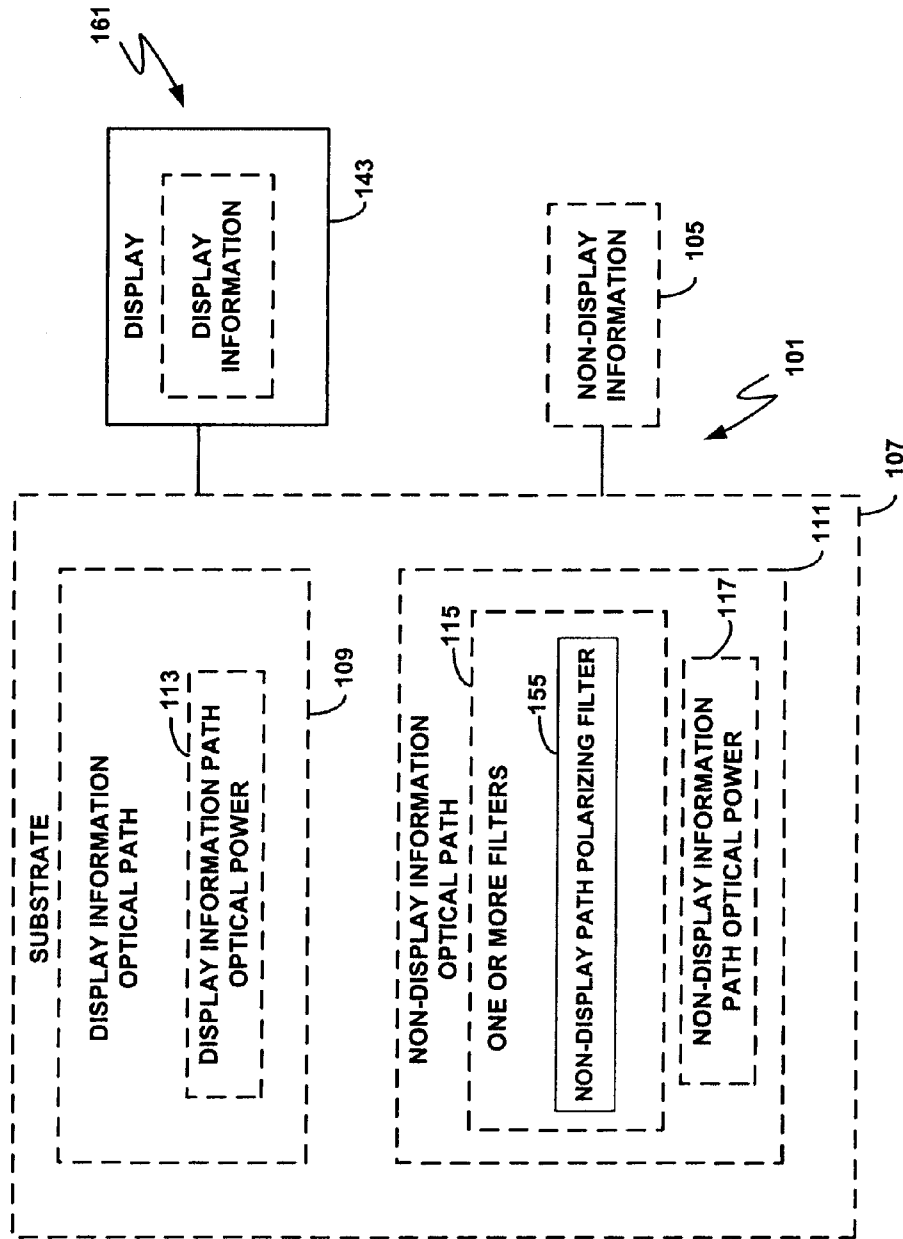 SUBSTRATE
DISPLAY INFORMATION
OPTICAL PATH
113
DISPLAY INFORMATION PATH
OPTICAL POWER
109
NON-DISPLAY INFORMATION
OPTICAL PATH
115
ONE OR MORE FILTERS
155
NON-DISPLAY PATH POLARIZING FILTER
117
NON-DISPLAY INFORMATION
PATH OPTICAL POWER
111
107
161
DISPLAY
DISPLAY
INFORMATION
143
NON-DISPLAY
INFORMATION
105
101